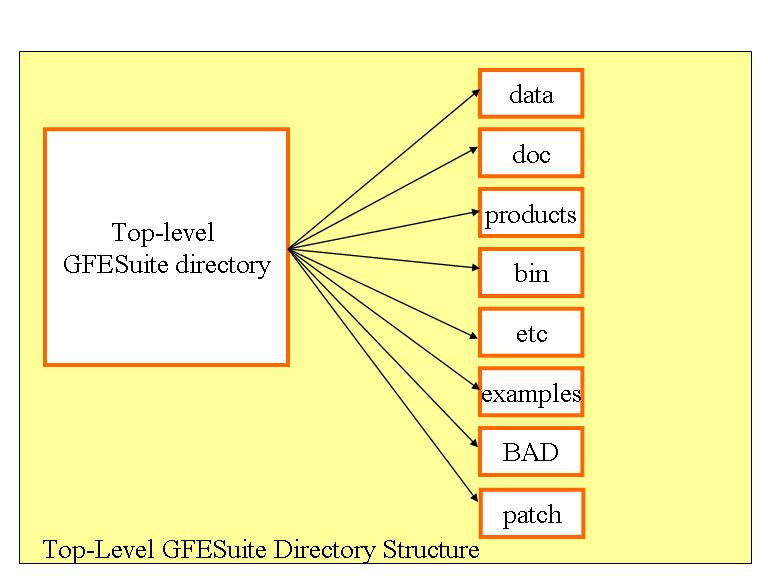 Top-level
GFESuite directory
data
doc
products
bin
etc
examples
BAD
patch
Top-Level GFESuite Directory Structure